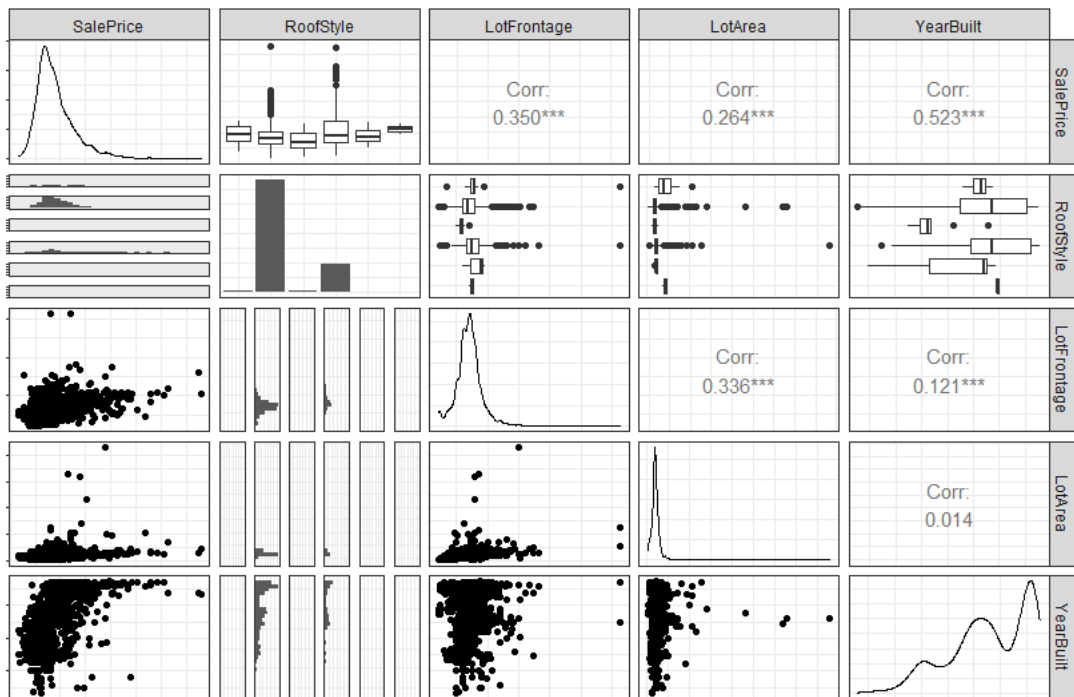 SalePrice
RoofStyle
LotFrontage
LotArea
YearBuilt
Corr:
0.350***
Corr:
0.264***
Corr:
0.523***
SalePrice
RoofStyle
Corr:
0.336***
Corr:
0.121***
LotFrontage
Corr:
0.014
LotArea
YearBuilt